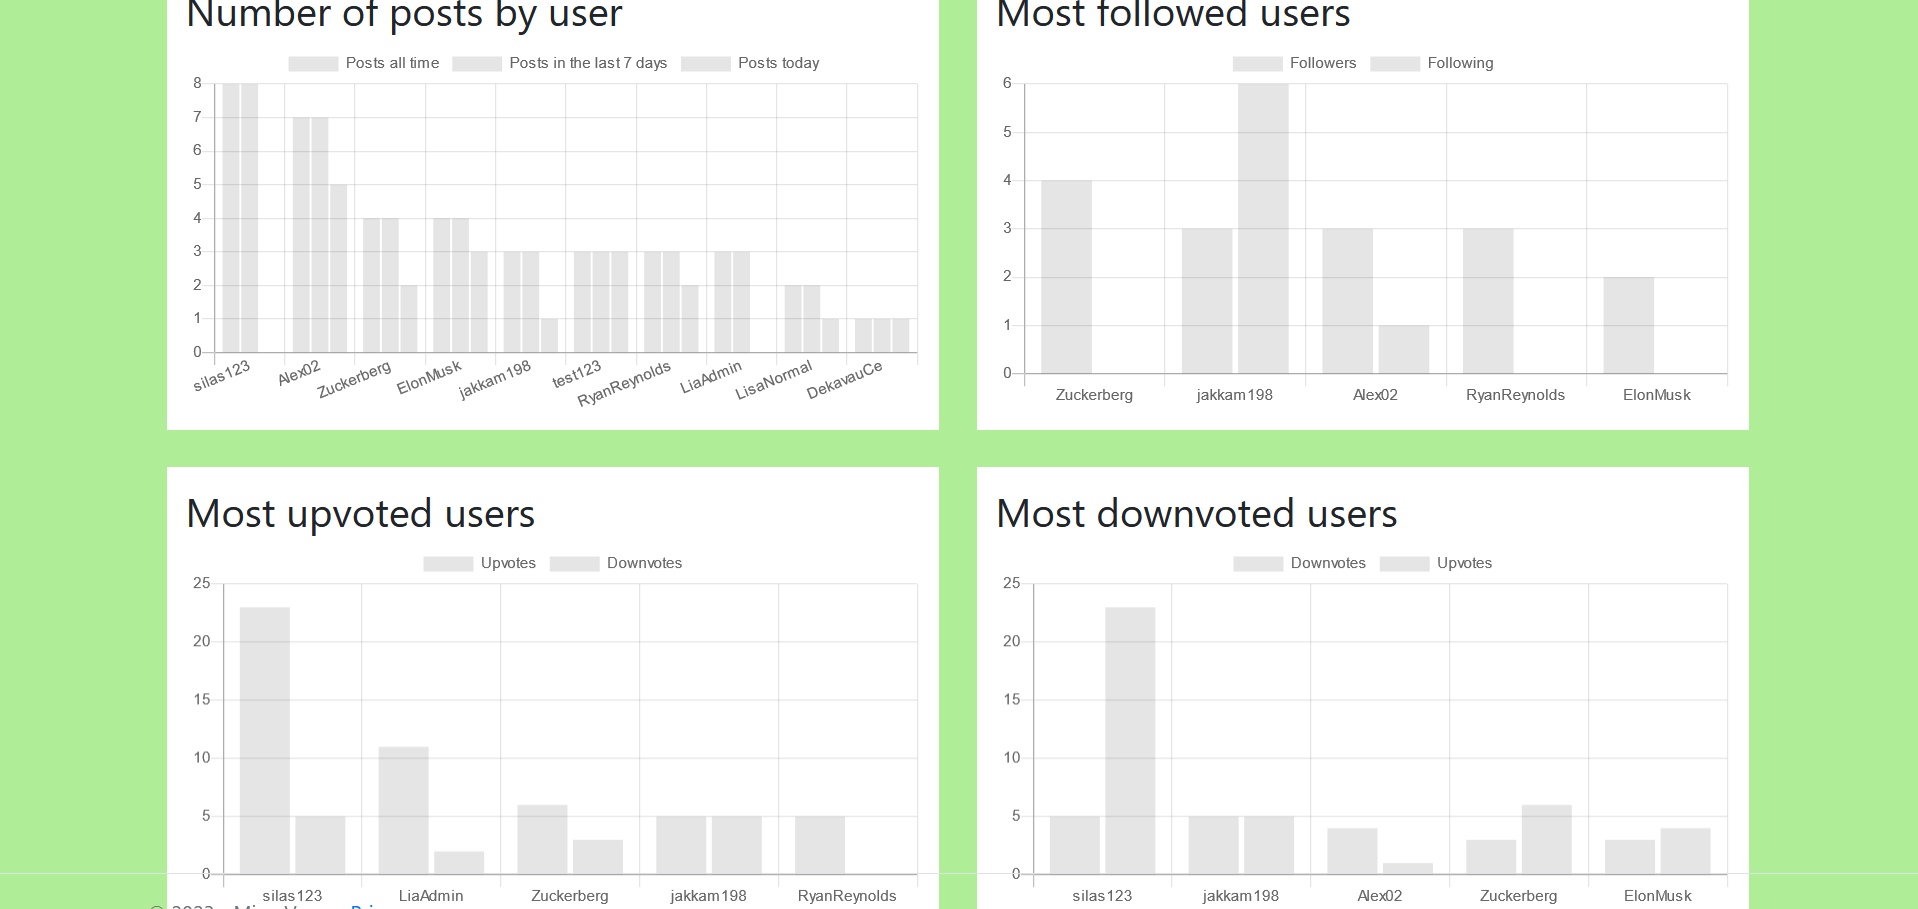 Number of posts by user
Posts all time Posts in the last 7 days Posts today
8
7
6
5
4
3
2
1
0
silas123 Alex02 Zuckerberg ElonMusk jakkam198 test123 RyanReynolds LiaAdmin LisaNormal DekavauCe
Most followed users
Followers Following
6
5
4
3
2
1
0
Zuckerberg jakkam198 Alex02 RyanReynolds ElonMusk
Most upvoted users
Upvotes Downvotes
25
20
15
10
5
0
silas123 LiaAdmin Zuckerberg jakkam198 RyanReynolds
Most downvoted users
Downvotes Upvotes
25
20
15
10
5
0
silas123 jakkam198 Alex02 Zuckerberg ElonMusk